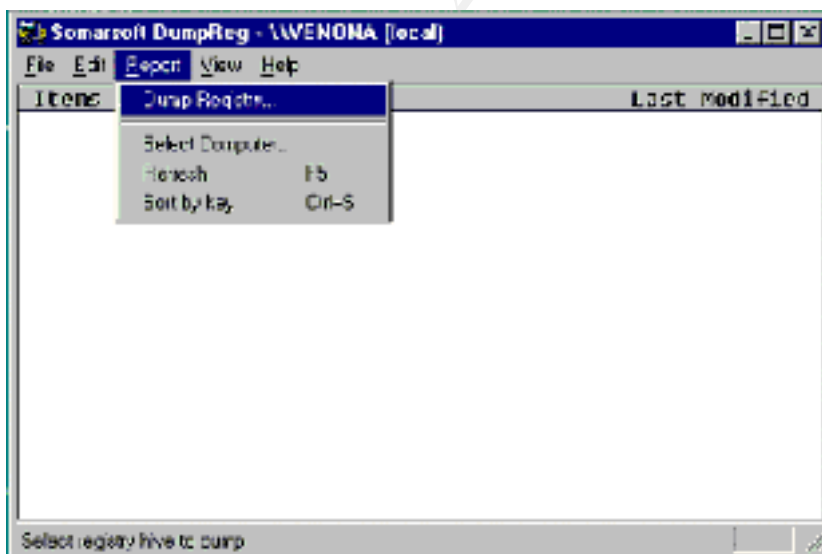 Somarsoft DumpReg - \\WENONA (local)
File Edit Report View Help
Items Last Modified
Dump Registry...
Select Computer...
Refresh F5
Sort by key Ctrl-S
Select registry hive to dump